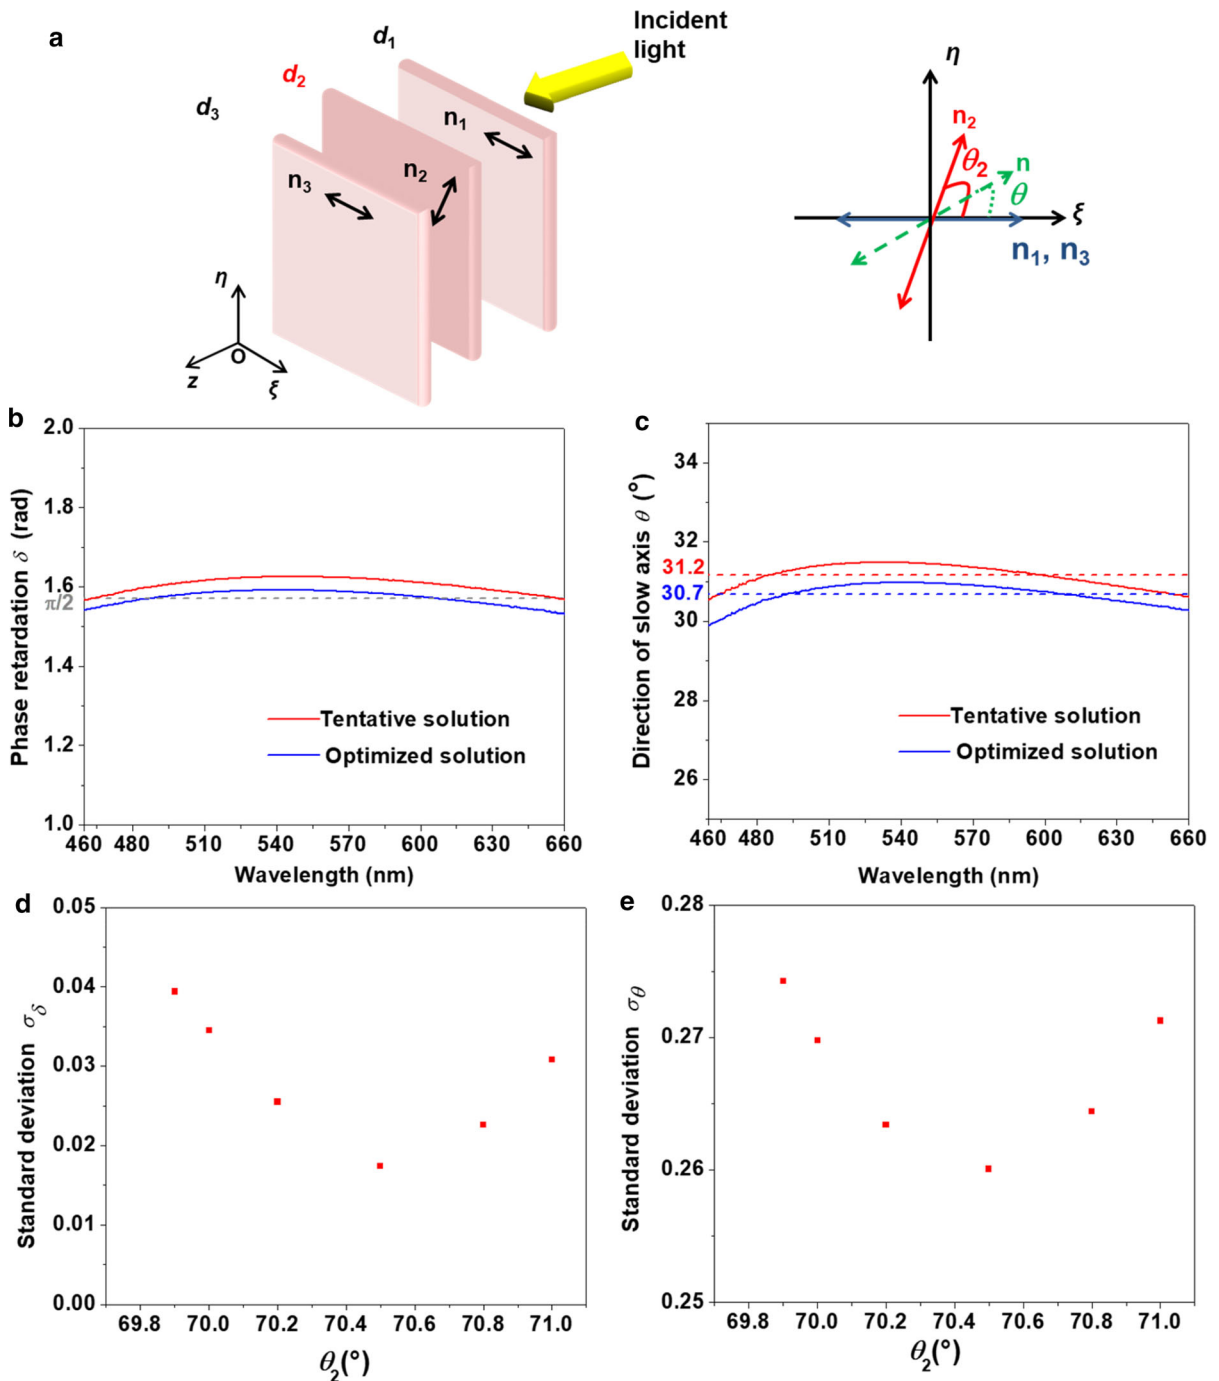 a
Incident
light
d1
d2
d3
n1
n2
n3
η
O
z
ξ
η
n2
θ2
n
θ
ξ
n1, n3
b
Phase retardation δ (rad)
2.0
1.8
1.6
π/2
1.4
1.2
1.0
Tentative solution
Optimized solution
460 480 510 540 570 600 630 660
Wavelength (nm)
c
Direction of slow axis θ (°)
34
32
31.2
30.7
30
28
26
Tentative solution
Optimized solution
460 480 510 540 570 600 630 660
Wavelength (nm)
d
Standard deviation σδ
0.05
0.04
0.03
0.02
0.01
0.00
69.8 70.0 70.2 70.4 70.6 70.8 71.0
θ2(°)
e
Standard deviation σθ
0.28
0.27
0.26
0.25
69.8 70.0 70.2 70.4 70.6 70.8 71.0
θ2(°)